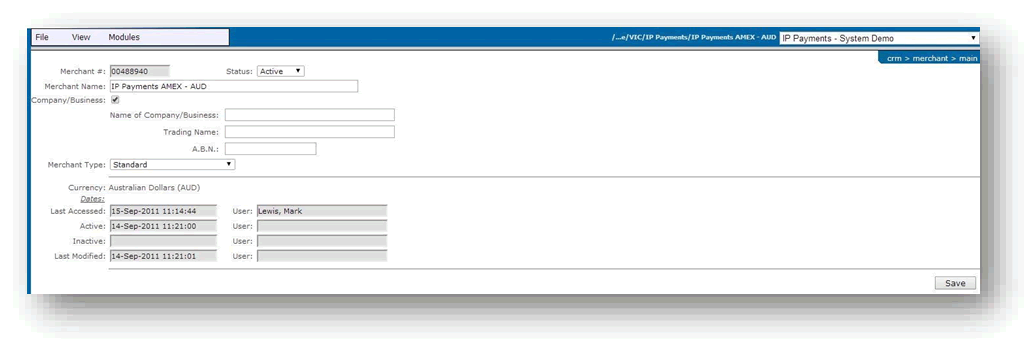 File View Modules /...e/VIC/IP Payments/IP Payments AMEX - AUD IP Payments - System Demo
crm > merchant > main
Merchant #: 00488940 Status: Active
Merchant Name: IP Payments AMEX - AUD
Company/Business:
Name of Company/Business:
Trading Name:
A.B.N.:
Merchant Type: Standard
Currency: Australian Dollars (AUD)
Dates:
Last Accessed: 15-Sep-2011 11:14:44 User: Lewis, Mark
Active: 14-Sep-2011 11:21:00 User:
Inactive: User:
Last Modified: 14-Sep-2011 11:21:01 User:
Save